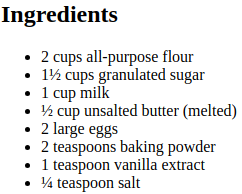 Ingredients
• 2 cups all-purpose flour
• 1½ cups granulated sugar
• 1 cup milk
• ½ cup unsalted butter (melted)
• 2 large eggs
• 2 teaspoons baking powder
• 1 teaspoon vanilla extract
• ¼ teaspoon salt